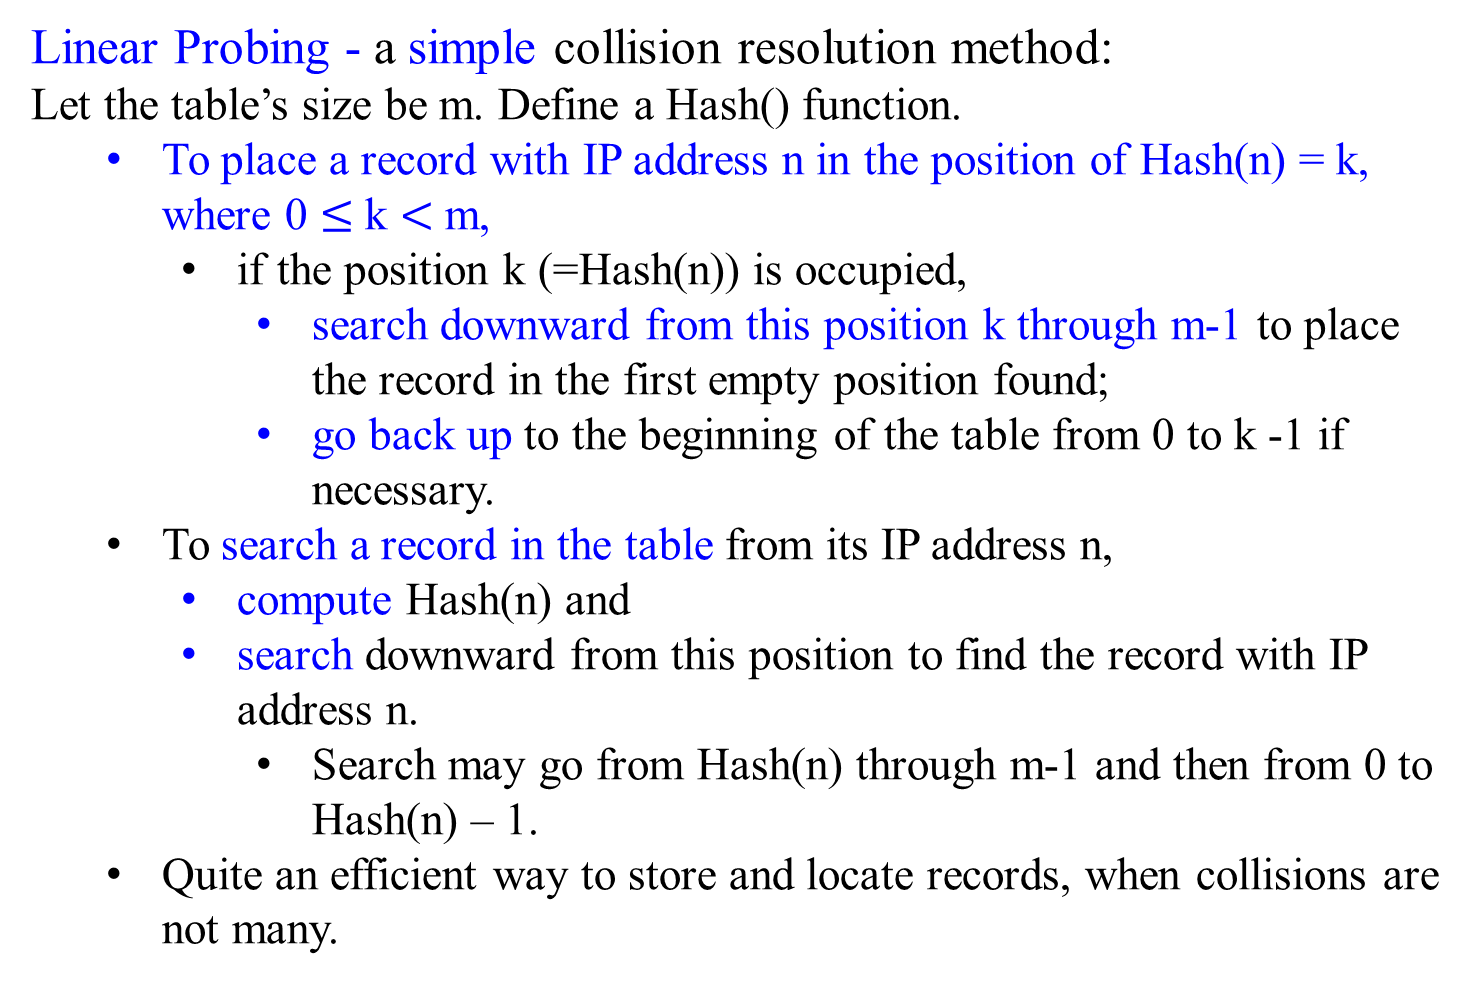 Linear Probing - a simple collision resolution method:
Let the table’s size be m. Define a Hash() function.
• To place a record with IP address n in the position of Hash(n) = k,
where 0 ≤ k < m,
• if the position k (=Hash(n)) is occupied,
• search downward from this position k through m-1 to place
the record in the first empty position found;
• go back up to the beginning of the table from 0 to k -1 if
necessary.
• To search a record in the table from its IP address n,
• compute Hash(n) and
• search downward from this position to find the record with IP
address n.
• Search may go from Hash(n) through m-1 and then from 0 to
Hash(n) – 1.
• Quite an efficient way to store and locate records, when collisions are
not many.